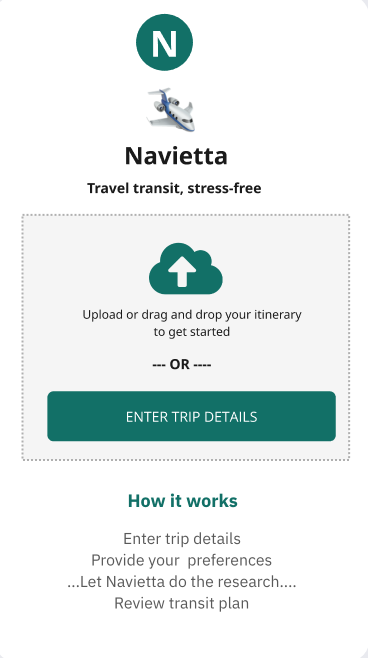 N
Navietta
Travel transit, stress-free
Upload or drag and drop your itinerary
to get started
--- OR ----
ENTER TRIP DETAILS
How it works
Enter trip details
Provide your  preferences
...Let Navietta do the research....
Review transit plan